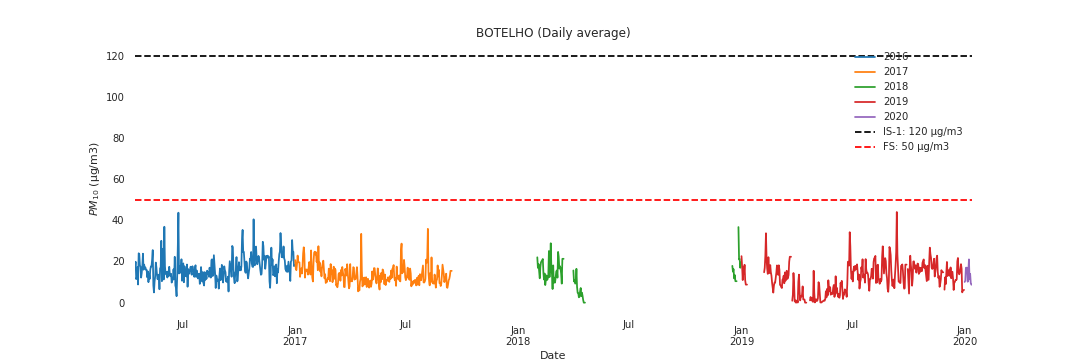 BOTELHO (Daily average)
120
100
80
60
40
20
0
PM10 (µg/m3)
2016
2017
2018
2019
2020
IS-1: 120 µg/m3
FS: 50 µg/m3
Jul
Jan
2017
Jul
Jan
2018
Jul
Jan
2019
Jul
Jan
2020
Date